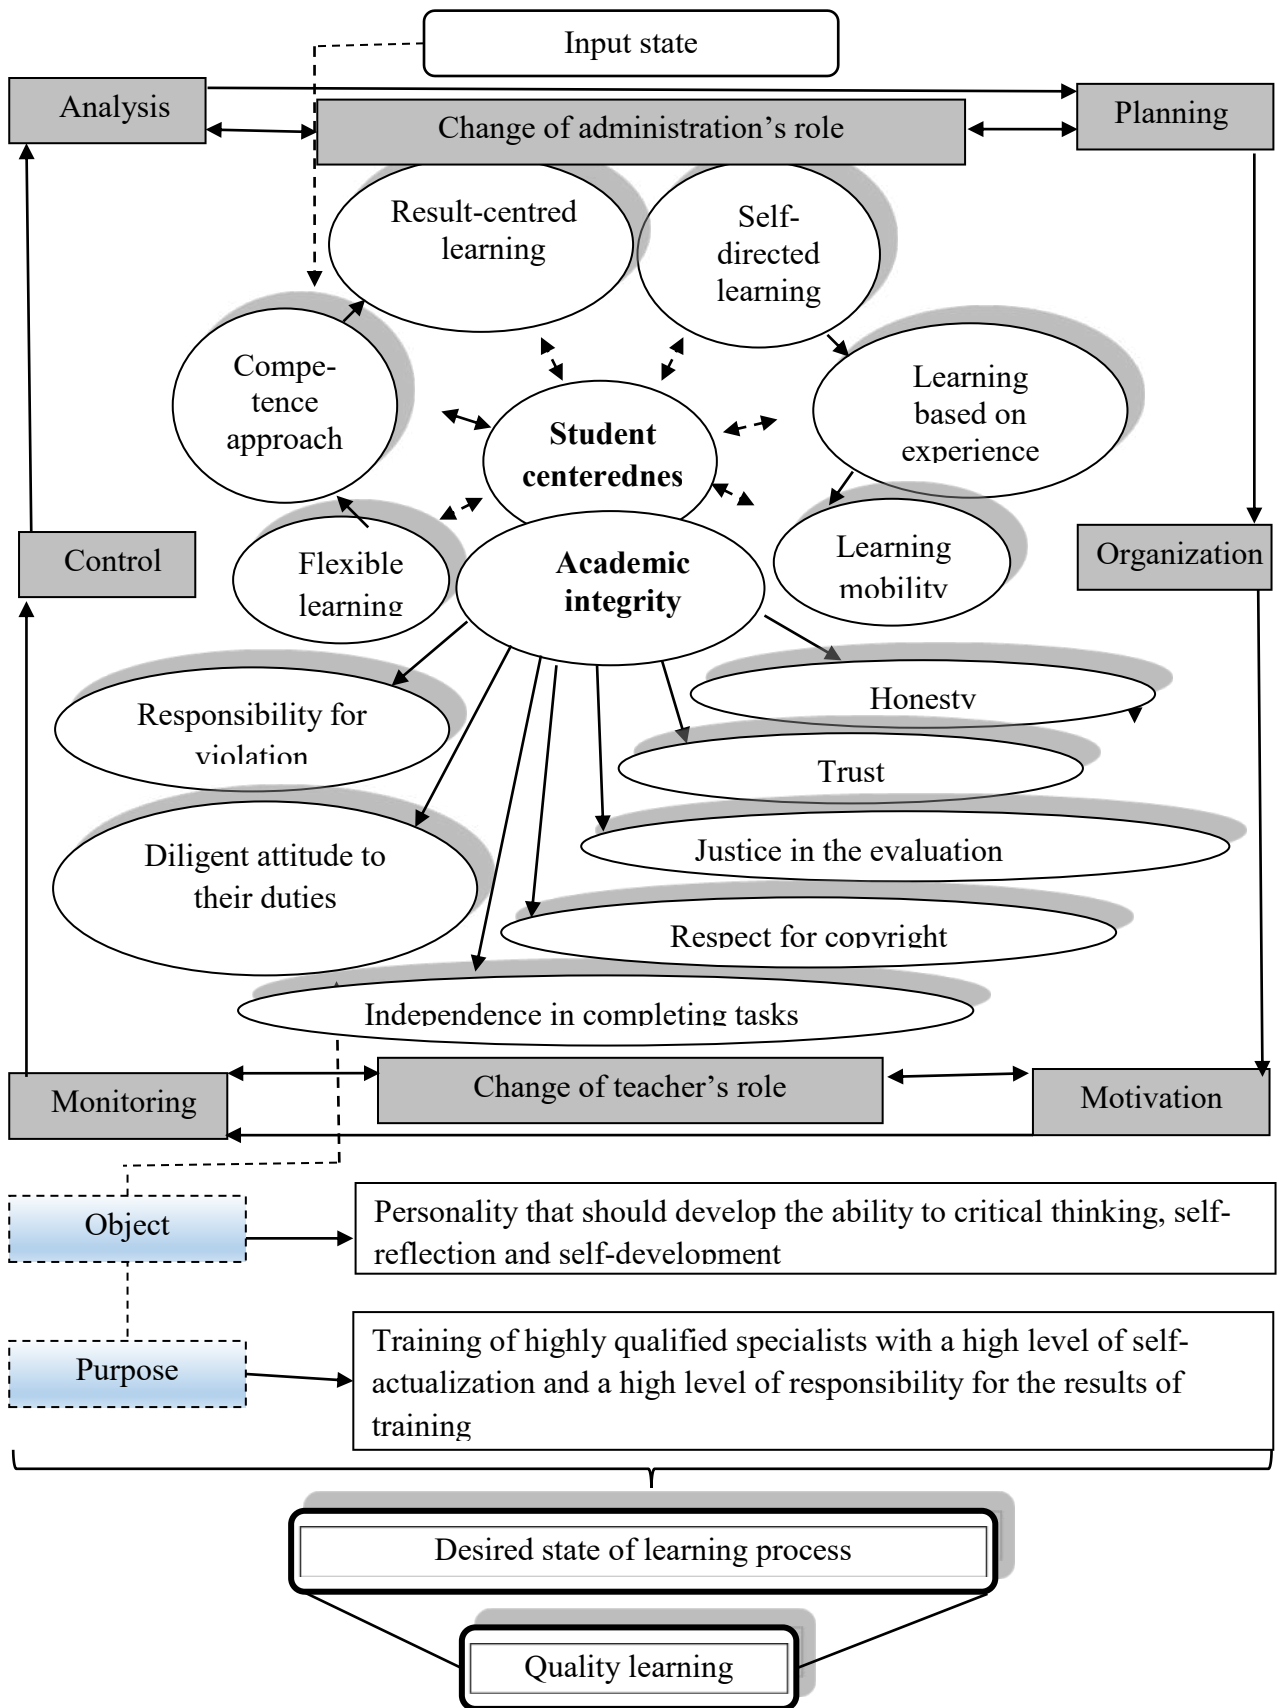 Input state
Analysis
Planning
Change of administration’s role
Result-centred
learning
Self-
directed
learning
Compe-
tence
approach
Learning
based on
experience
Student
centerednes
Flexible
learning
Academic
integrity
Learning
mobility
Control
Organization
Responsibility for
violation
Honesty
Trust
Diligent attitude to
their duties
Justice in the evaluation
Respect for copyright
Independence in completing tasks
Monitoring
Change of teacher’s role
Motivation
Object
Personality that should develop the ability to critical thinking, self-
reflection and self-development
Purpose
Training of highly qualified specialists with a high level of self-
actualization and a high level of responsibility for the results of
training
Desired state of learning process
Quality learning